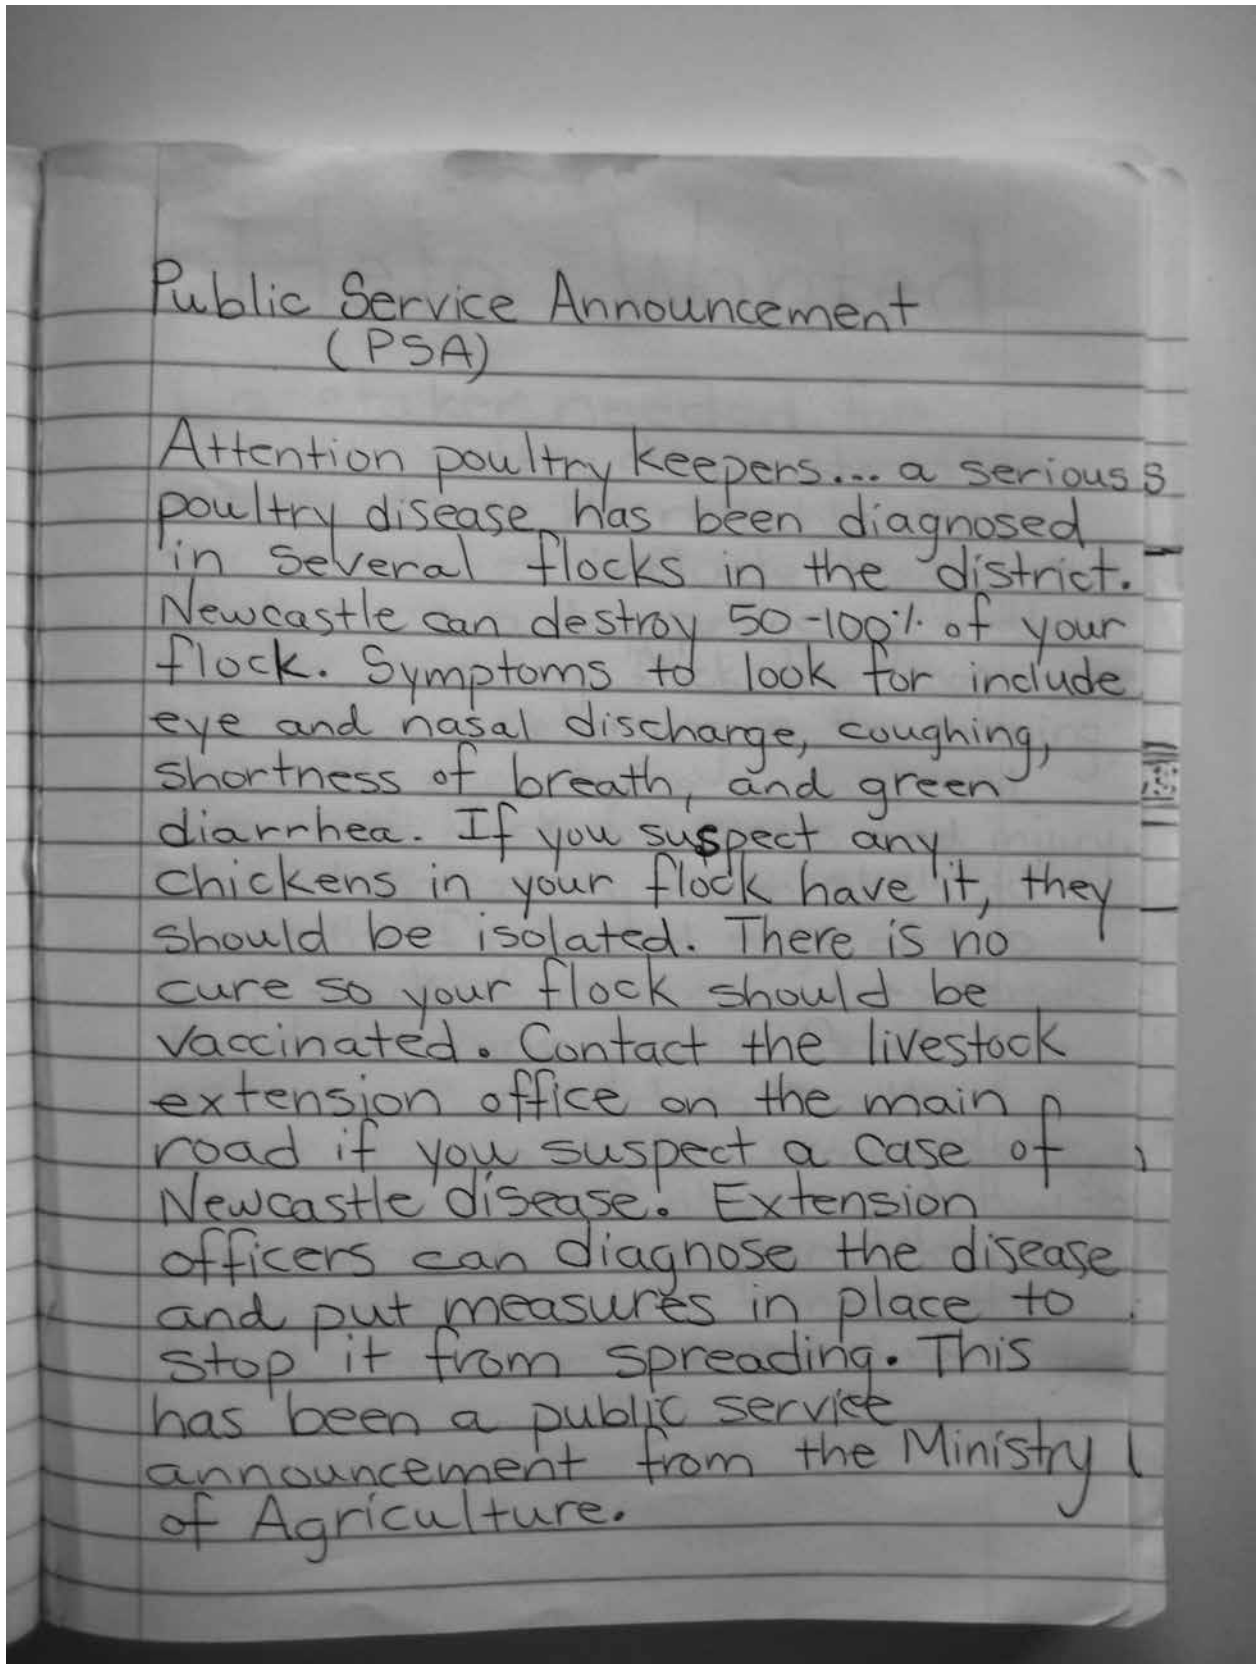 Public Service Announcement
(PSA)
Attention poultry keepers... a serious
poultry disease has been diagnosed
in several flocks in the district.
Newcastle can destroy 50-100% of your
flock. Symptoms to look for include
eye and nasal discharge, coughing,
shortness of breath, and green
diarrhea. If you suspect any
chickens in your flock have it, they
should be isolated. There is no
cure so your flock should be
vaccinated. Contact the livestock
extension office on the main
road if you suspect a case of
Newcastle disease. Extension
officers can diagnose the disease
and put measures in place to
stop it from spreading. This
has been a public service
announcement from the Ministry
of Agriculture.